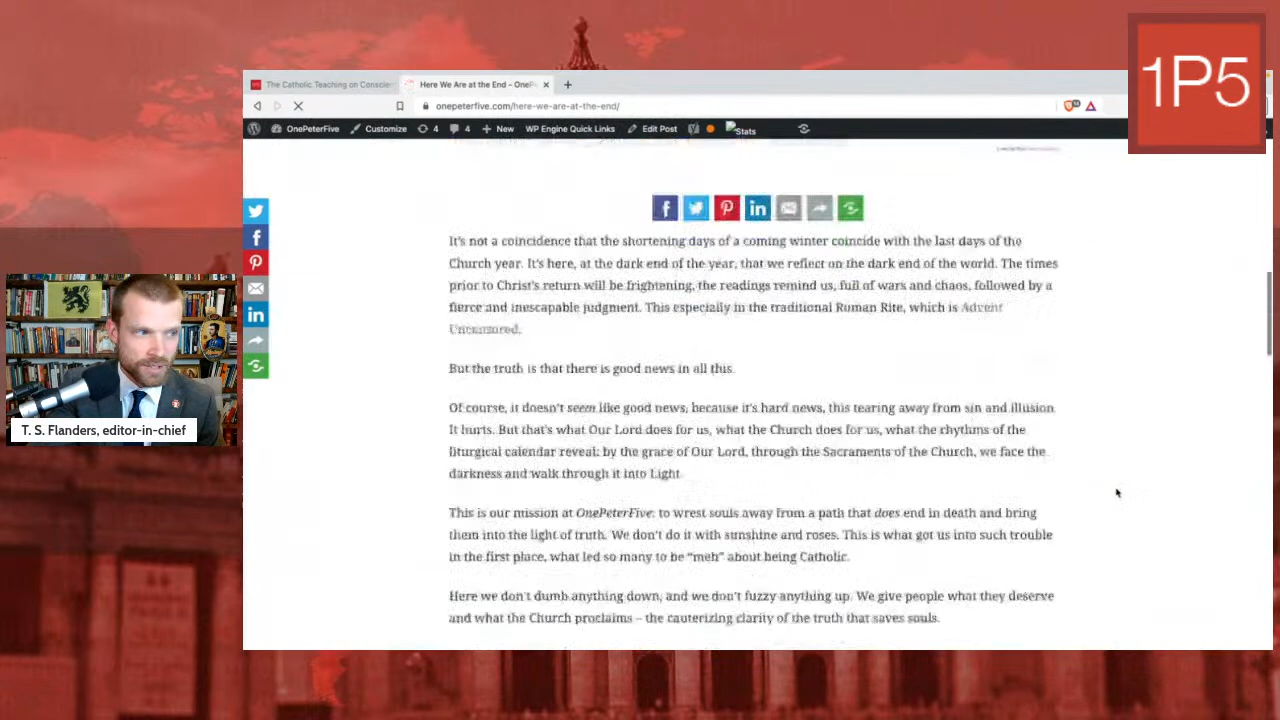 1P5
The Catholic Teaching on Conscie
Here We Are at the End - OneP
onepeterfive.com/here-we-are-at-the-end/
OnePeterFive Customize 4 4 New WP Engine Quick Links Edit Post Stats
It's not a coincidence that the shortening days of a coming winter coincide with the last days of the
Church year. It's here, at the dark end of the year, that we reflect on the dark end of the world. The times
prior to Christ's return will be frightening, the readings remind us, full of wars and chaos, followed by a
fierce and inescapable judgment. This especially in the traditional Roman Rite, which is Advent
Uncensored.
But the truth is that there is good news in all this.
Of course, it doesn't seem like good news, because it's hard news, this tearing away from sin and illusion.
It hurts. But that's what Our Lord does for us, what the Church does for us, what the rhythms of the
liturgical calendar reveal: by the grace of Our Lord, through the Sacraments of the Church, we face the
darkness and walk through it into Light.
This is our mission at OnePeterFive: to wrest souls away from a path that does end in death and bring
them into the light of truth. We don't do it with sunshine and roses. This is what got us into such trouble
in the first place, what led so many to be "meh" about being Catholic.
Here we don't dumb anything down, and we don't fuzzy anything up. We give people what they deserve
and what the Church proclaims – the cauterizing clarity of the truth that saves souls.
T. S. Flanders, editor-in-chief